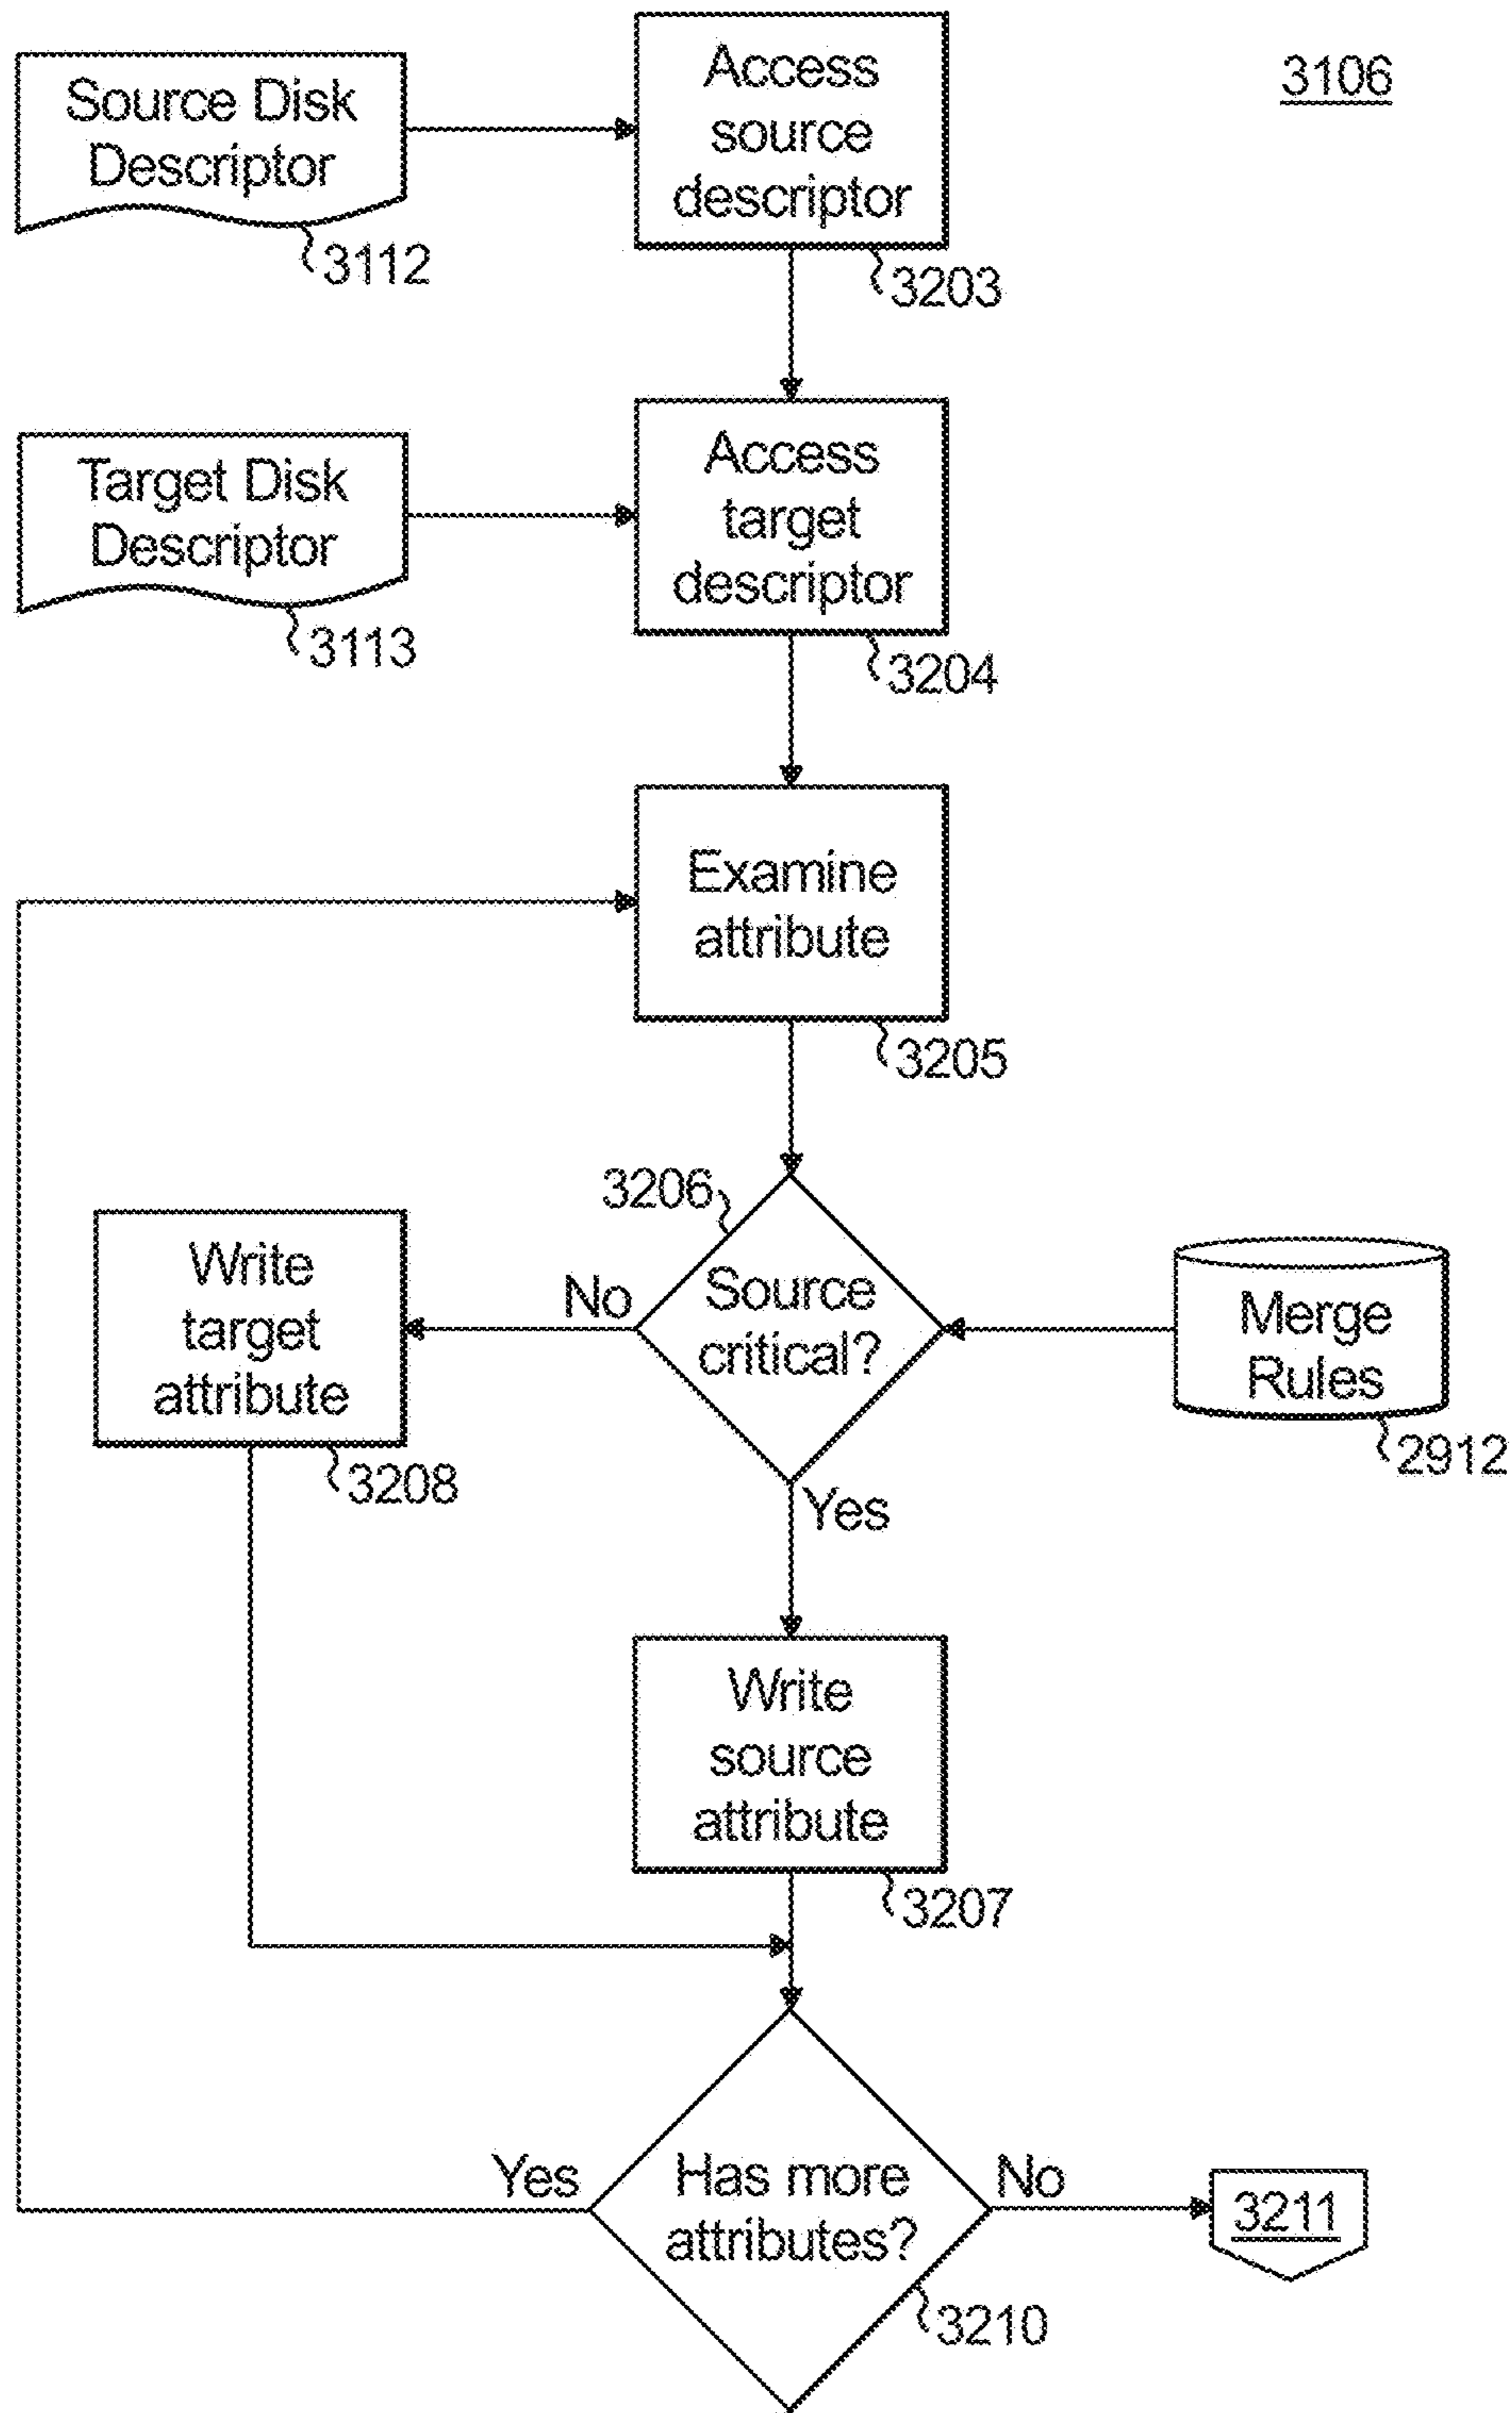 3106
Source Disk
Descriptor
3112
Access
source
descriptor
3203
Target Disk
Descriptor
3113
Access
target
descriptor
3204
Examine
attribute
3205
3206
Source
critical?
No
Yes
Merge
Rules
2912
Write
target
attribute
3208
Write
source
attribute
3207
Has more
attributes?
Yes
No
3210
3211